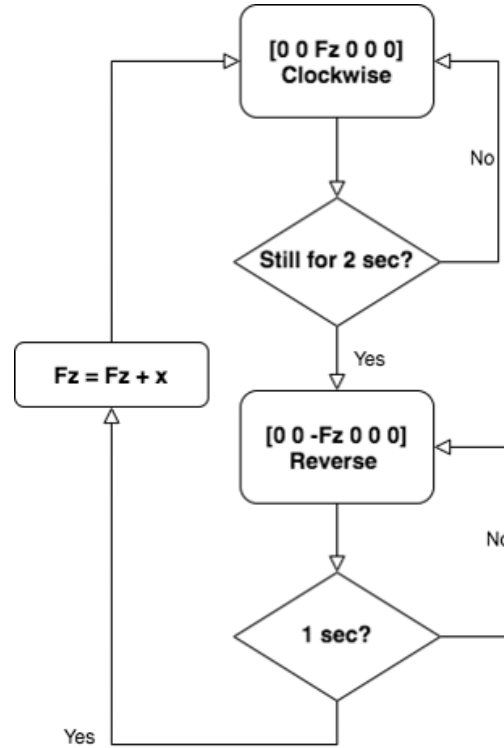 [0 0 Fz 0 0 0]
Clockwise
No
Still for 2 sec?
Yes
Fz = Fz + x
[0 0 -Fz 0 0 0]
Reverse
No
1 sec?
Yes